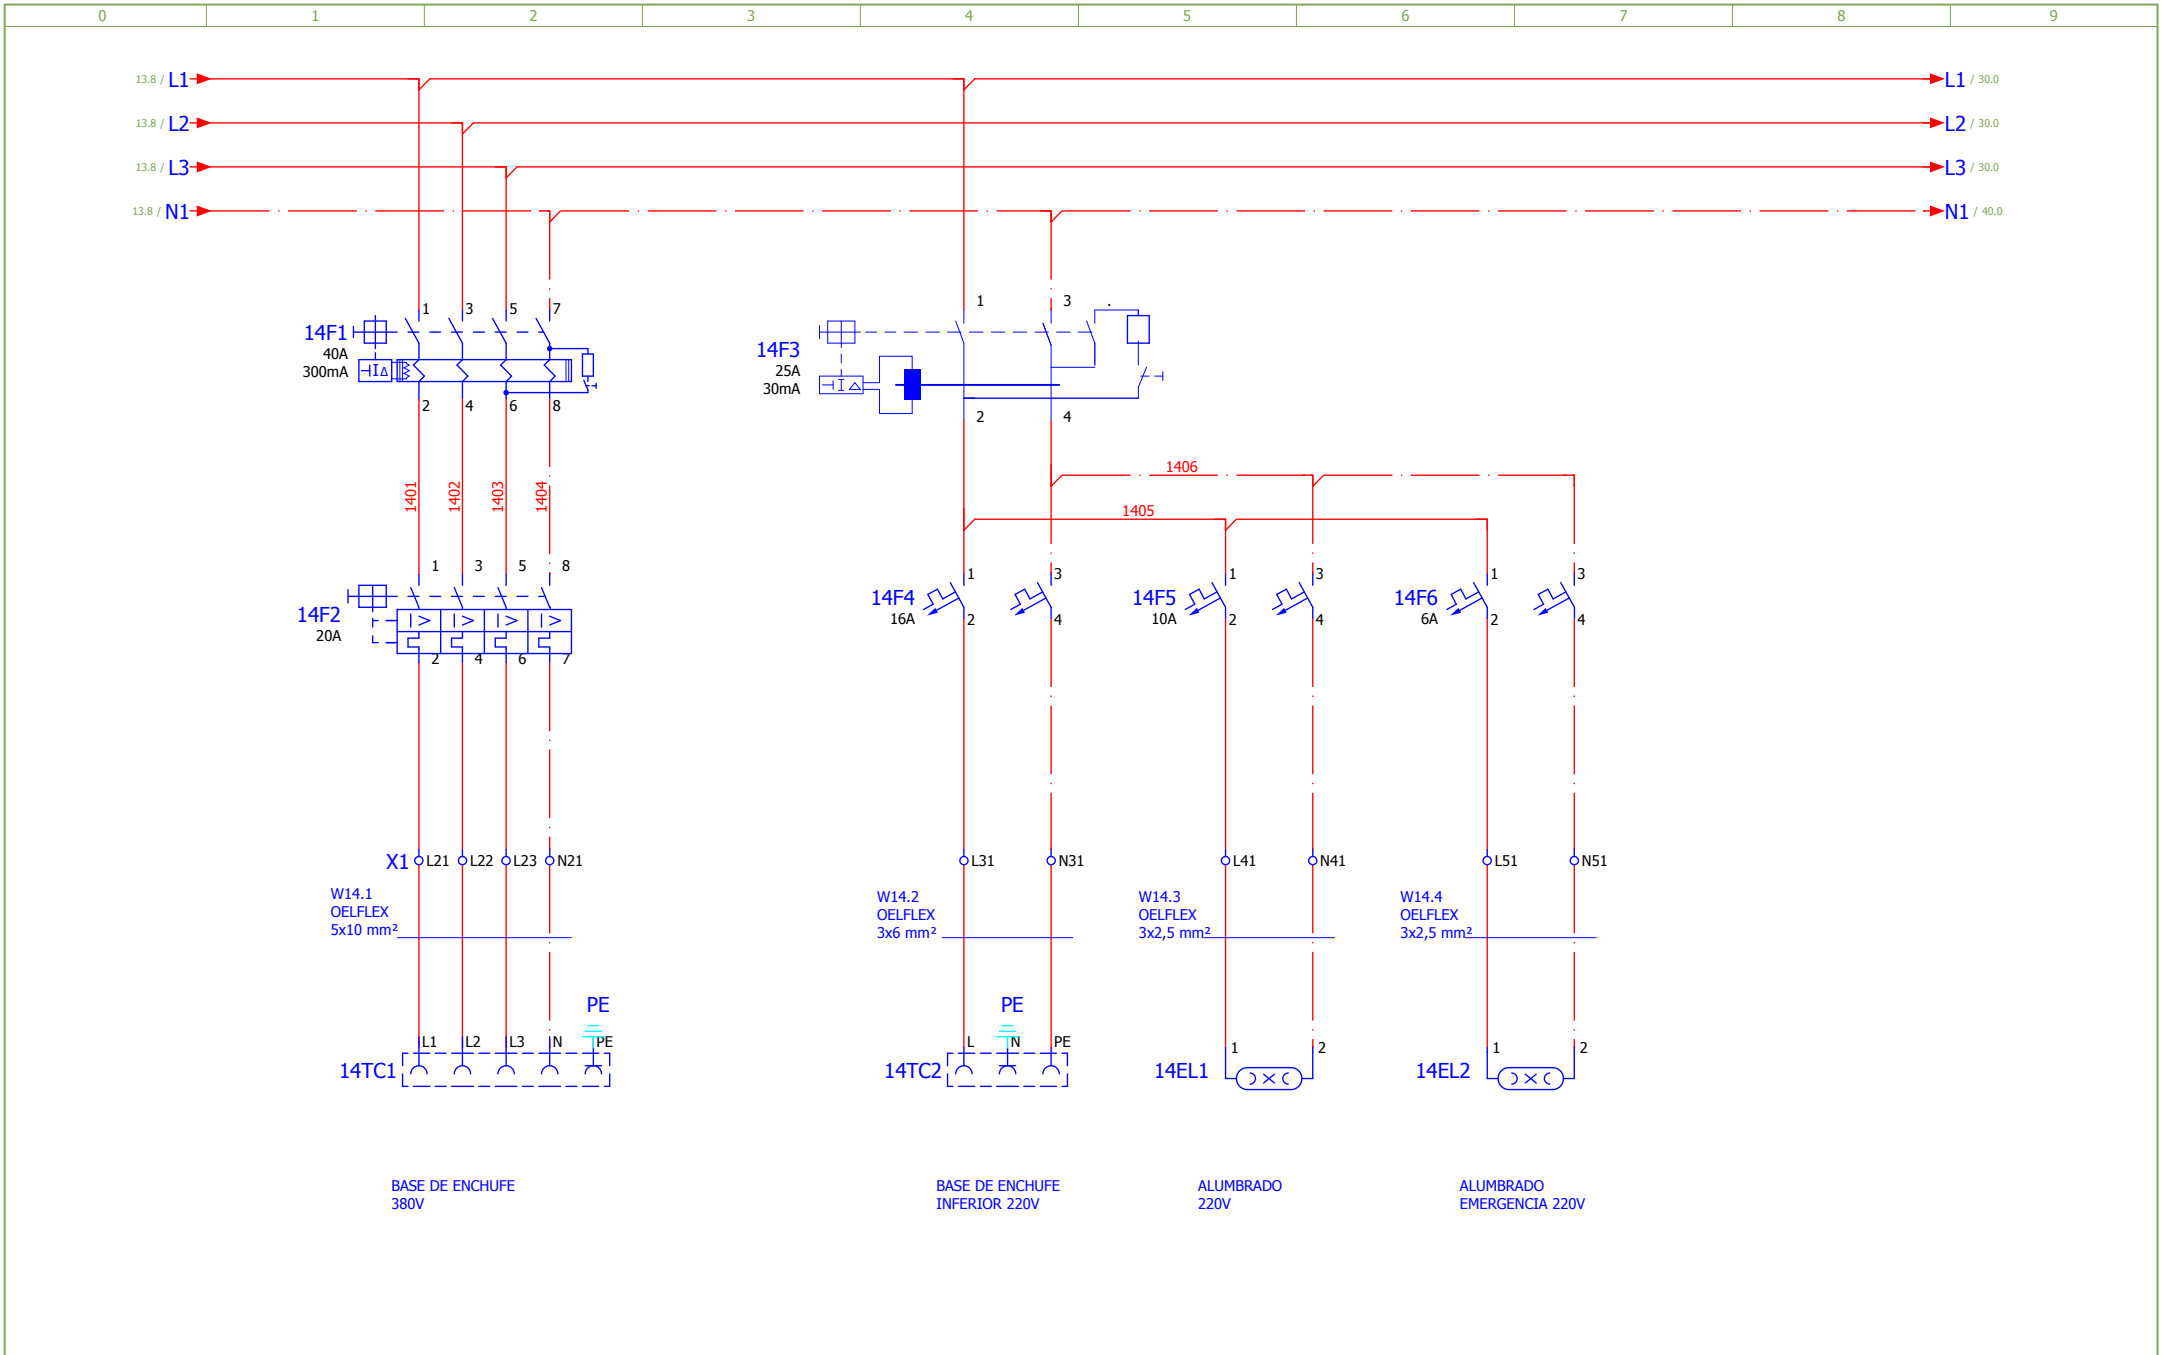 0 1 2 3 4 5 6 7 8 9
13.8 / L1 L1 / 30.0
13.8 / L2 L2 / 30.0
13.8 / L3 L3 / 30.0
13.8 / N1 N1 / 40.0
1 3 5 7
14F1
40A
300mA
2 4 6 8
1 3 .
14F3
25A
30mA
2 4
1401 1402 1403 1404
1406
1405
1 3 5 8
14F2
20A
2 4 6 7
1 3
14F4
16A
2 4
1 3
14F5
10A
2 4
1 3
14F6
6A
2 4
X1 L21 L22 L23 N21
L31 N31
L41 N41
L51 N51
W14.1
OELFLEX
5x10 mm²
W14.2
OELFLEX
3x6 mm²
W14.3
OELFLEX
3x2,5 mm²
W14.4
OELFLEX
3x2,5 mm²
PE
L1 L2 L3 N PE
14TC1
PE
L N PE
14TC2
1 2
14EL1
1 2
14EL2
BASE DE ENCHUFE
380V
BASE DE ENCHUFE
INFERIOR 220V
ALUMBRADO
220V
ALUMBRADO
EMERGENCIA 220V